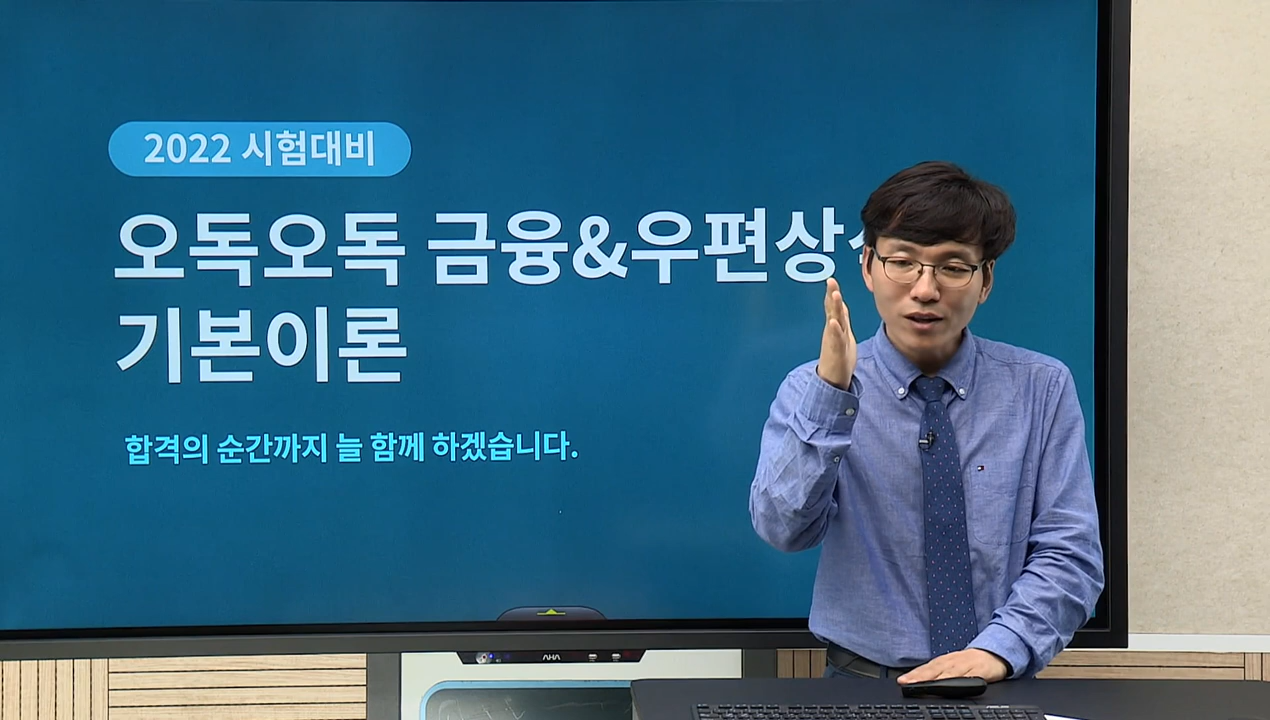 2022 시험대비
오독오독 금융&우편상
기본이론
합격의 순간까지 늘 함께 하겠습니다.
AHA